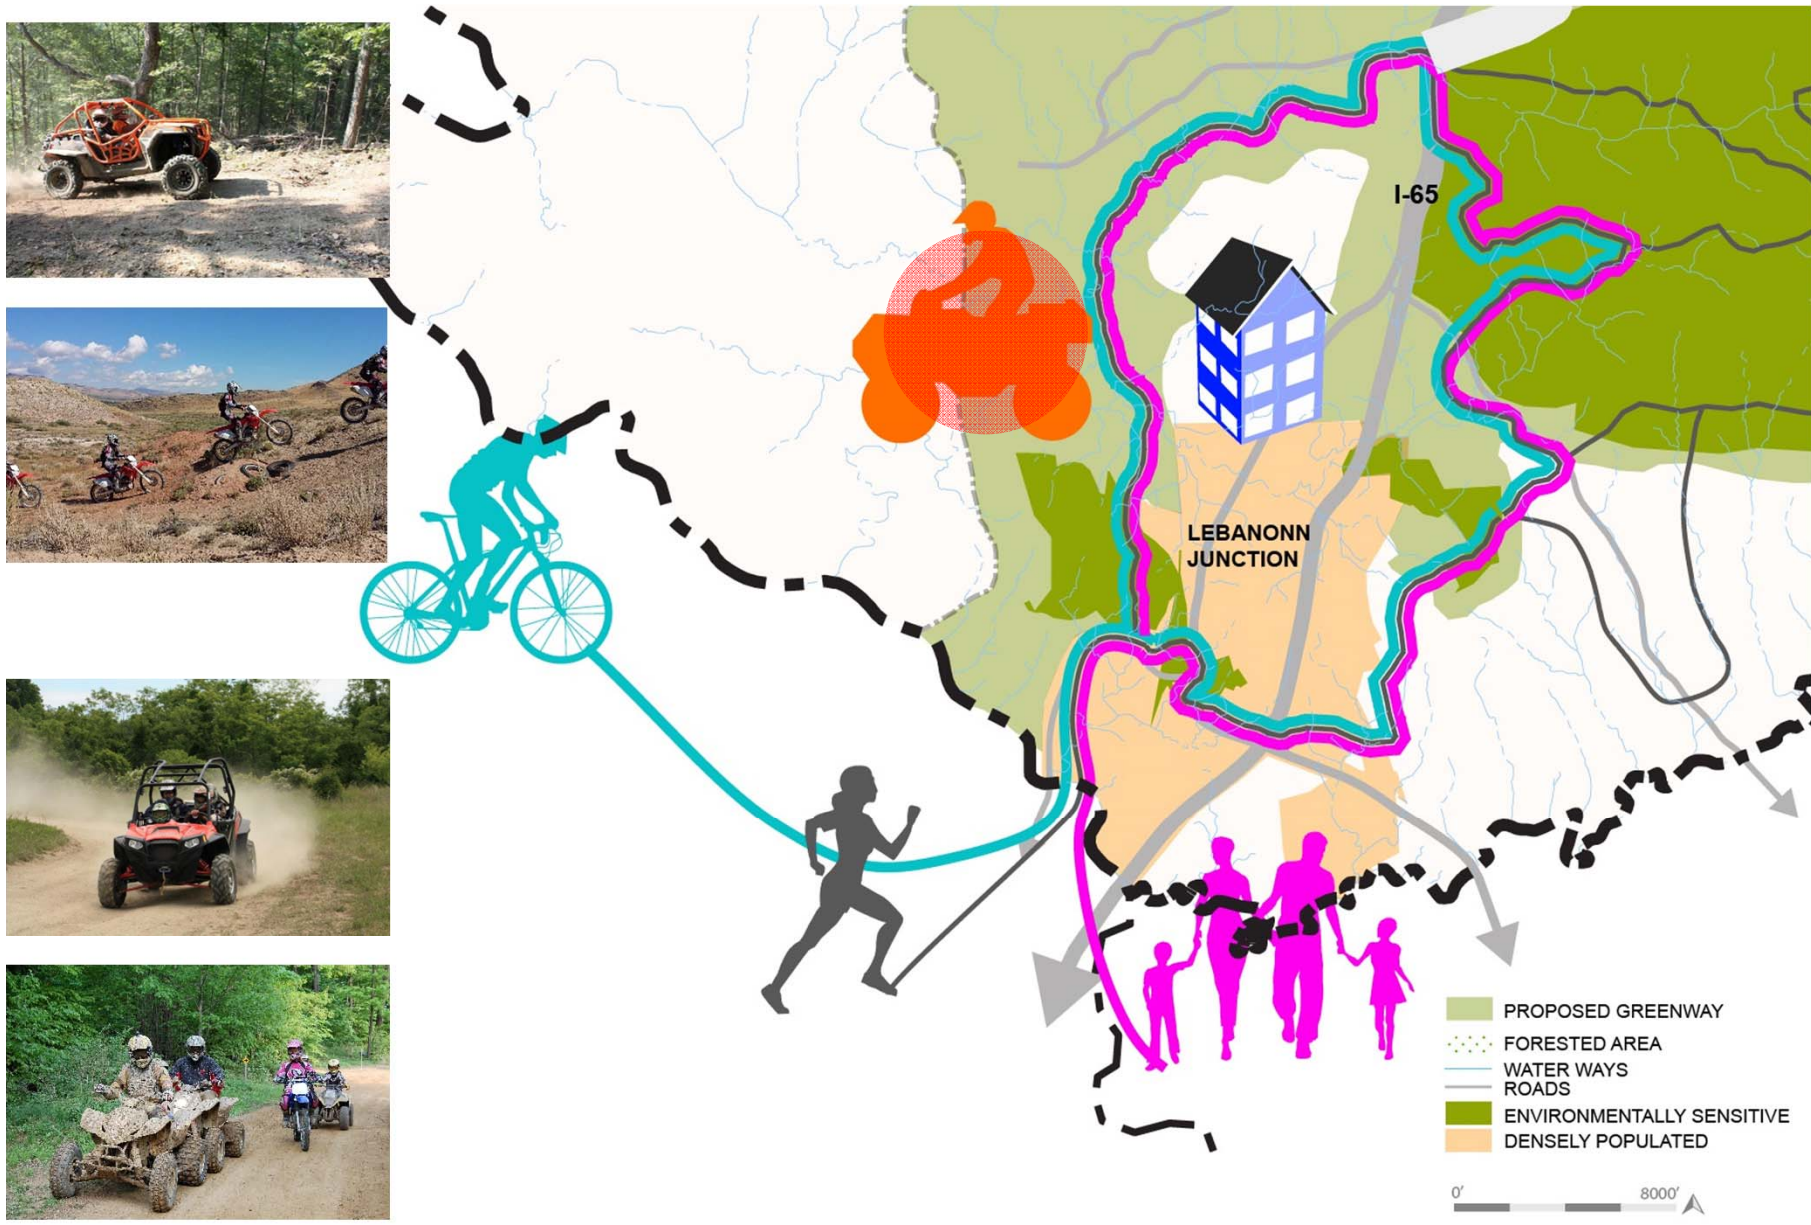 I-65
LEBANONN
JUNCTION
PROPOSED GREENWAY
FORESTED AREA
WATER WAYS
ROADS
ENVIRONMENTALLY SENSITIVE
DENSELY POPULATED
0' 8000'